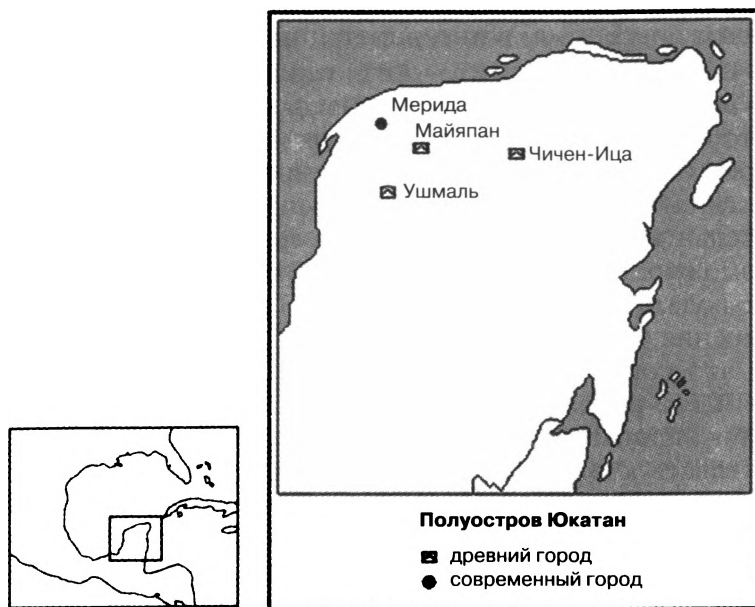 Мерида
Майяпан
Чичен-Ица
Ушмаль
Полуостров Юкатан
древний город
современный город